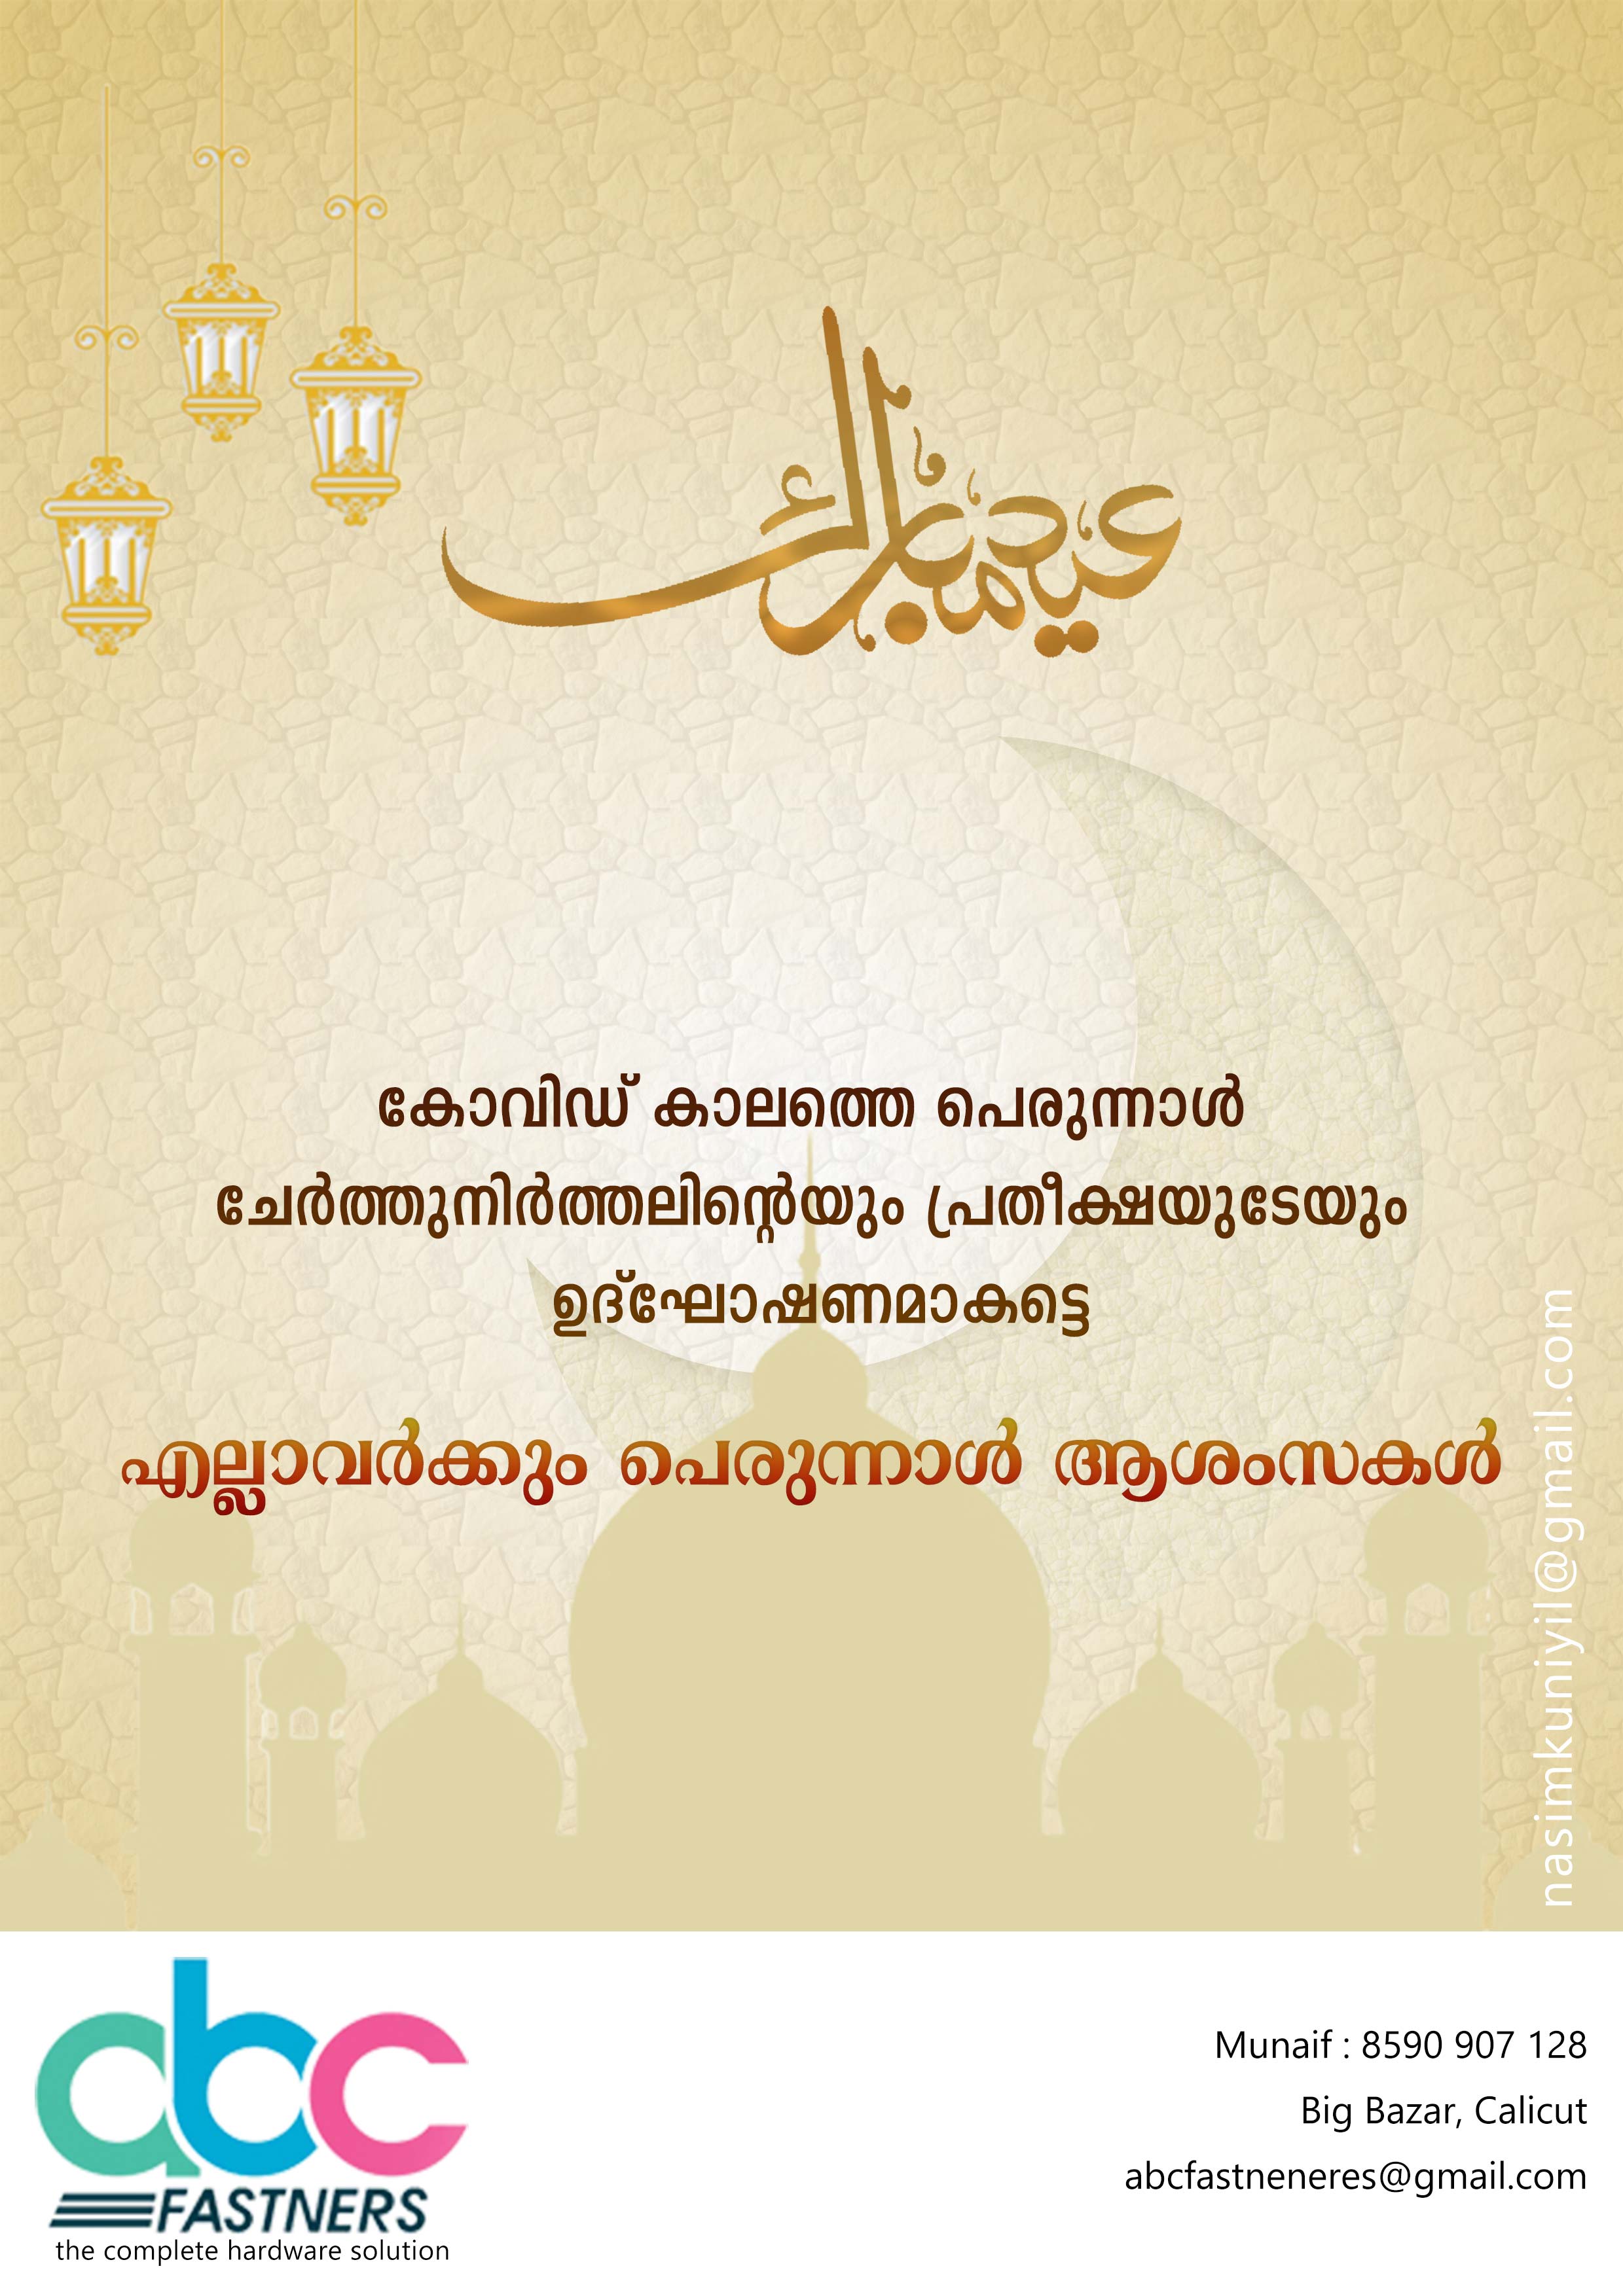 عيد مبارك
കോവിഡ് കാലത്തെ പെരുന്നാൾ
ചേർത്തുനിർത്തലിന്റെയും പ്രതീക്ഷയുടേയും
ഉദ്ഘോഷണമാകട്ടെ
എല്ലാവർക്കും പെരുന്നാൾ ആശംസകൾ
nasimkuniyil@gmail.com
abc
FASTNERS
the complete hardware solution
Munaif : 8590 907 128
Big Bazar, Calicut
abcfastneneres@gmail.com